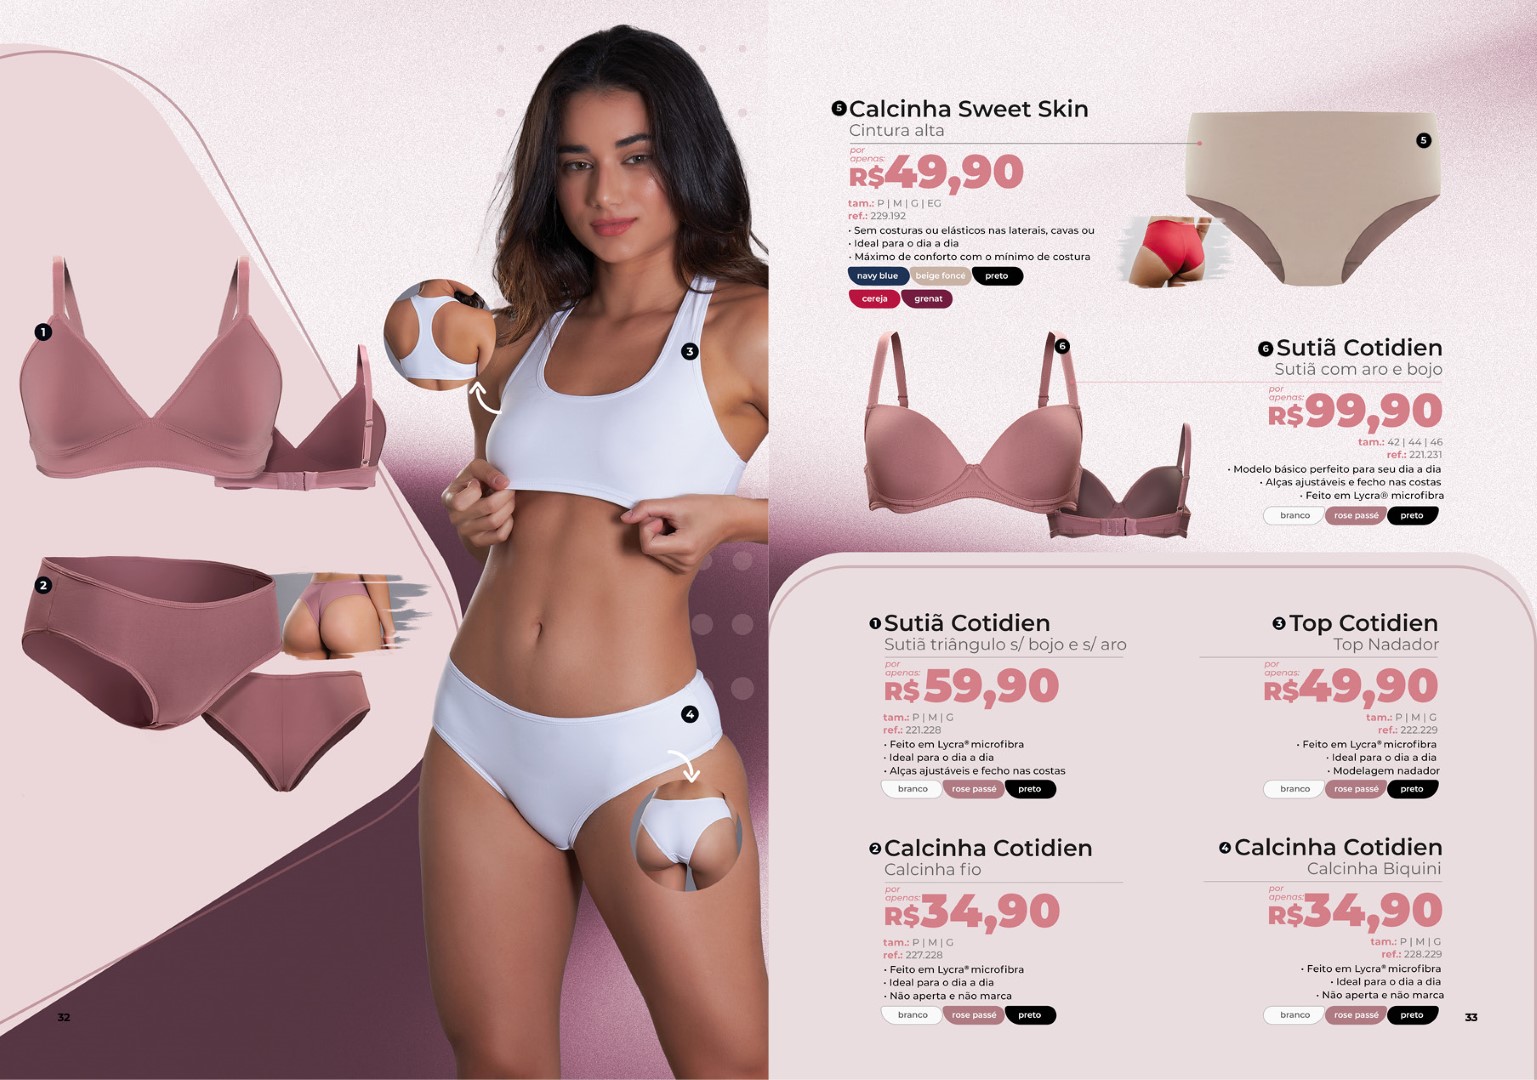 1
2
3
4
32
5 Calcinha Sweet Skin
Cintura alta
por
apenas:
R$49,90
tam.: P | M | G | EG
ref.: 229.192
• Sem costuras ou elásticos nas laterais, cavas ou
• Ideal para o dia a dia
• Máximo de conforto com o mínimo de costura
navy blue beige foncé preto
cereja grenat
5
6
6 Sutiã Cotidien
Sutiã com aro e bojo
por
apenas:
R$99,90
tam.: 42 | 44 | 46
ref.: 221.231
• Modelo básico perfeito para seu dia a dia
• Alças ajustáveis e fecho nas costas
• Feito em Lycra® microfibra
branco rose passé preto
1 Sutiã Cotidien
Sutiã triângulo s/ bojo e s/ aro
por
apenas:
R$ 59,90
tam.: P | M | G
ref.: 221.228
• Feito em Lycra® microfibra
• Ideal para o dia a dia
• Alças ajustáveis e fecho nas costas
branco rose passé preto
3 Top Cotidien
Top Nadador
por
apenas:
R$49,90
tam.: P | M | G
ref.: 222.229
• Feito em Lycra® microfibra
• Ideal para o dia a dia
• Modelagem nadador
branco rose passé preto
2 Calcinha Cotidien
Calcinha fio
por
apenas:
R$34,90
tam.: P | M | G
ref.: 227.228
• Feito em Lycra® microfibra
• Ideal para o dia a dia
• Não aperta e não marca
branco rose passé preto
4 Calcinha Cotidien
Calcinha Biquini
por
apenas:
R$34,90
tam.: P | M | G
ref.: 228.229
• Feito em Lycra® microfibra
• Ideal para o dia a dia
• Não aperta e não marca
branco rose passé preto
33